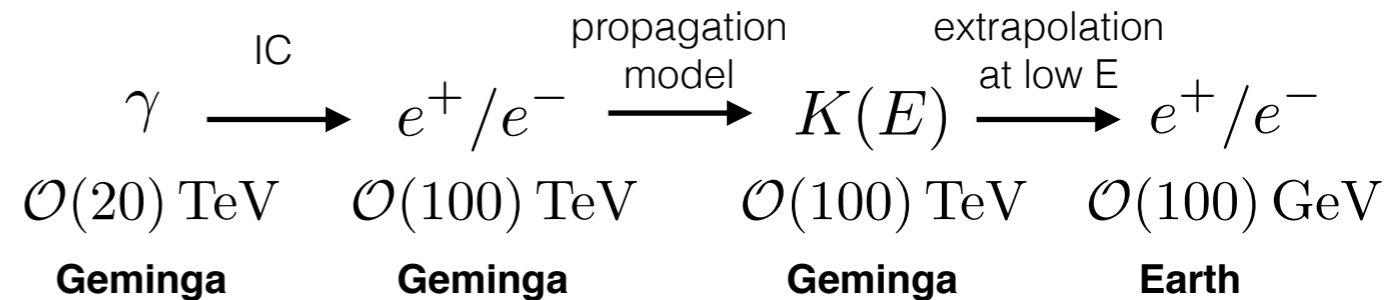 IC propagation model extrapolation at low E
γ → e⁺/e⁻ → K(E) → e⁺/e⁻
𝒪(20) TeV 𝒪(100) TeV 𝒪(100) TeV 𝒪(100) GeV
Geminga Geminga Geminga Earth